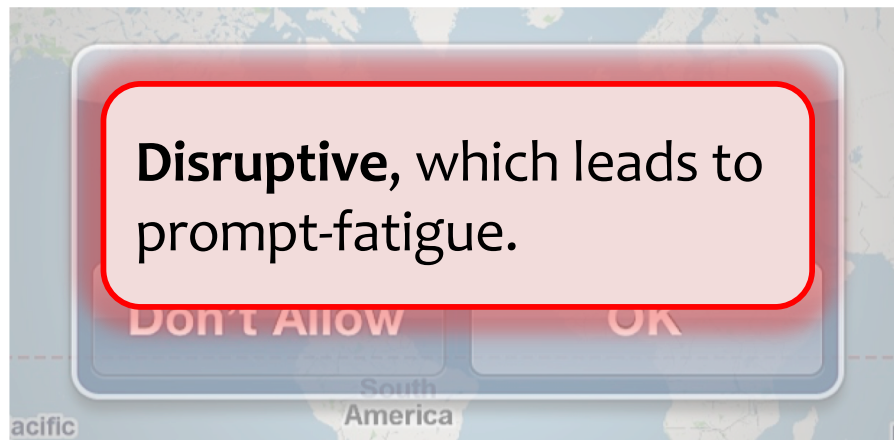 Disruptive, which leads to
prompt-fatigue.
Don't Allow
OK
South
America
acific